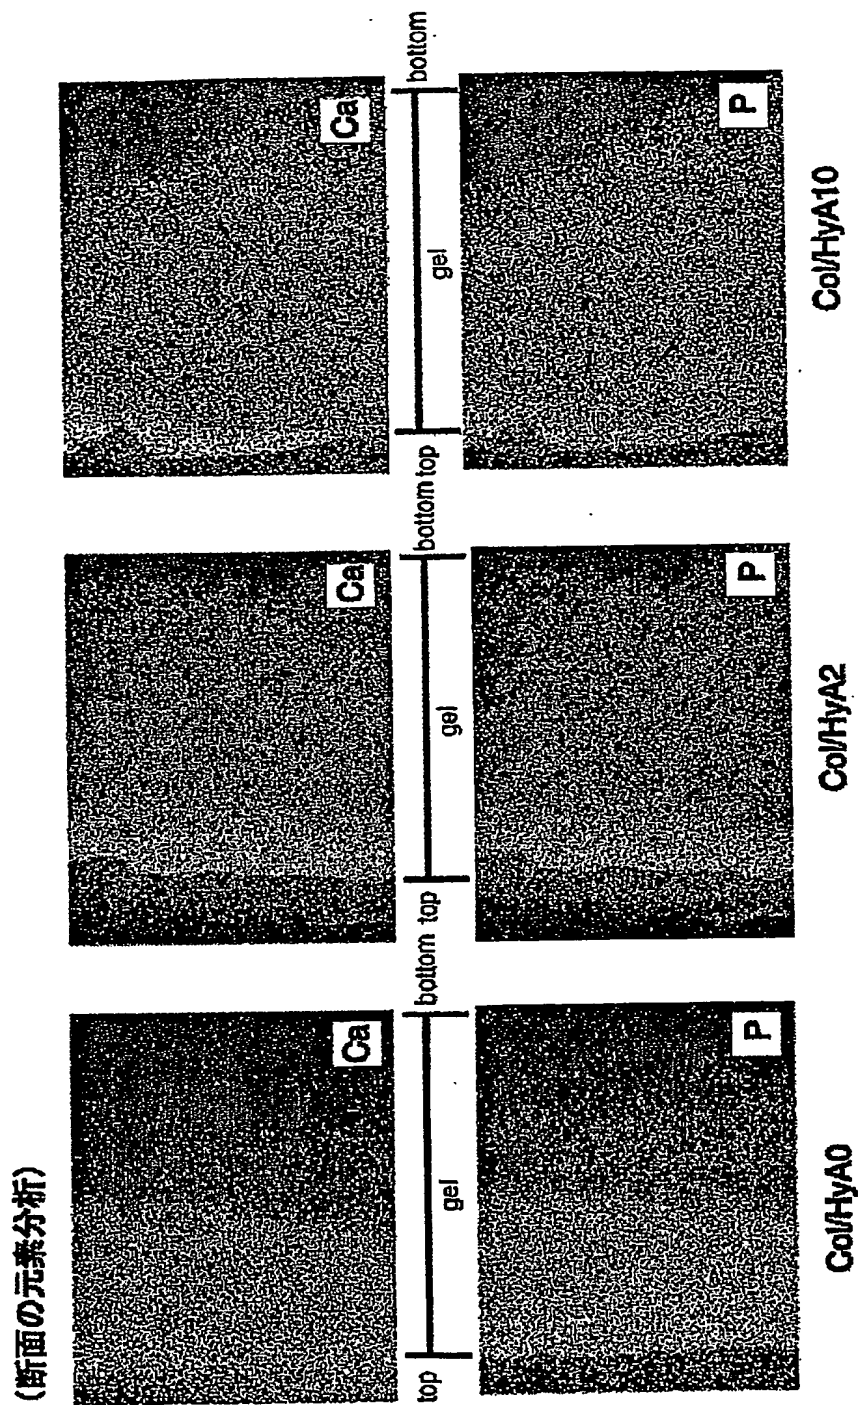 (断面の元素分析)
Ca
Ca
Ca
top
gel
bottom
top
gel
bottom
top
gel
bottom
P
P
P
Col/HyA0
Col/HyA2
Col/HyA10